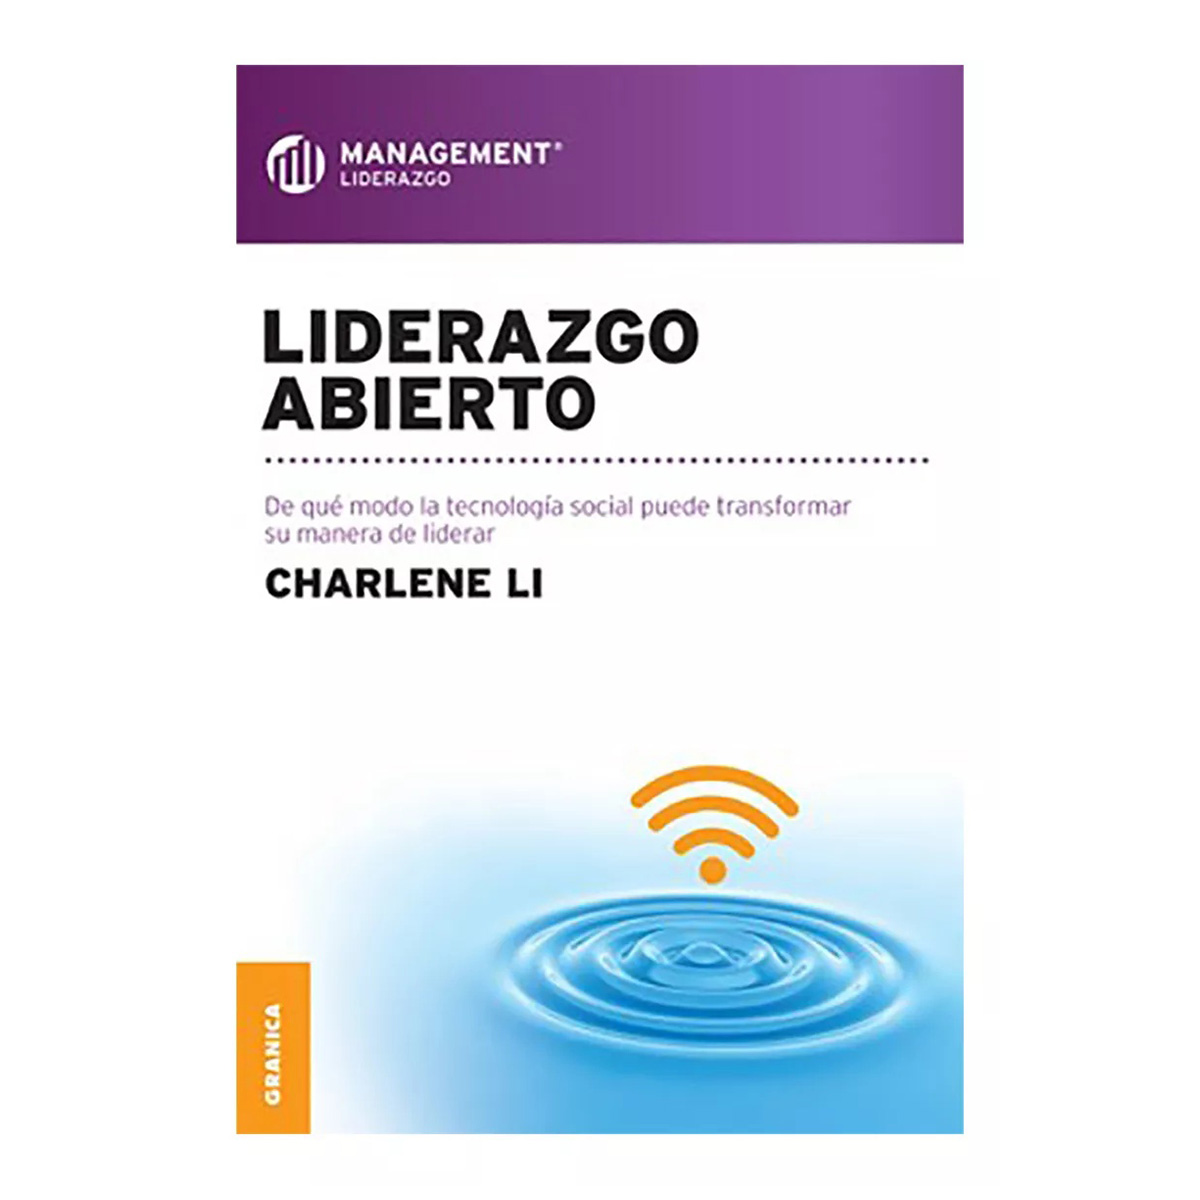 MANAGEMENT®
LIDERAZGO
LIDERAZGO
ABIERTO
De qué modo la tecnología social puede transformar
su manera de liderar
CHARLENE LI
GRANICA